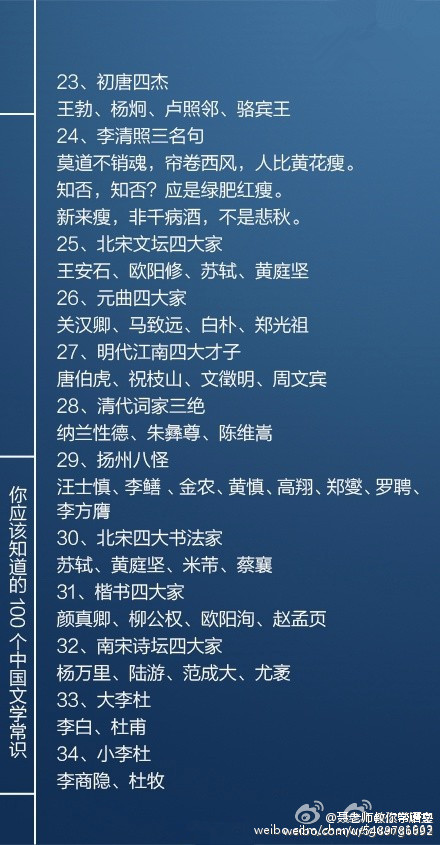 23、初唐四杰
王勃、杨炯、卢照邻、骆宾王
24、李清照三名句
莫道不销魂，帘卷西风，人比黄花瘦。
知否，知否？应是绿肥红瘦。
新来瘦，非千病酒，不是悲秋。
25、北宋文坛四大家
王安石、欧阳修、苏轼、黄庭坚
26、元曲四大家
关汉卿、马致远、白朴、郑光祖
27、明代江南四大才子
唐伯虎、祝枝山、文徵明、周文宾
28、清代词家三绝
纳兰性德、朱彝尊、陈维嵩
29、扬州八怪
汪士慎、李鳝、金农、黄慎、高翔、郑燮、罗聘、
李方膺
30、北宋四大书法家
苏轼、黄庭坚、米芾、蔡襄
31、楷书四大家
颜真卿、柳公权、欧阳洵、赵孟页
32、南宋诗坛四大家
杨万里、陆游、范成大、尤袤
33、大李杜
李白、杜甫
34、小李杜
李商隐、杜牧
你应该知道的100个中国文学常识